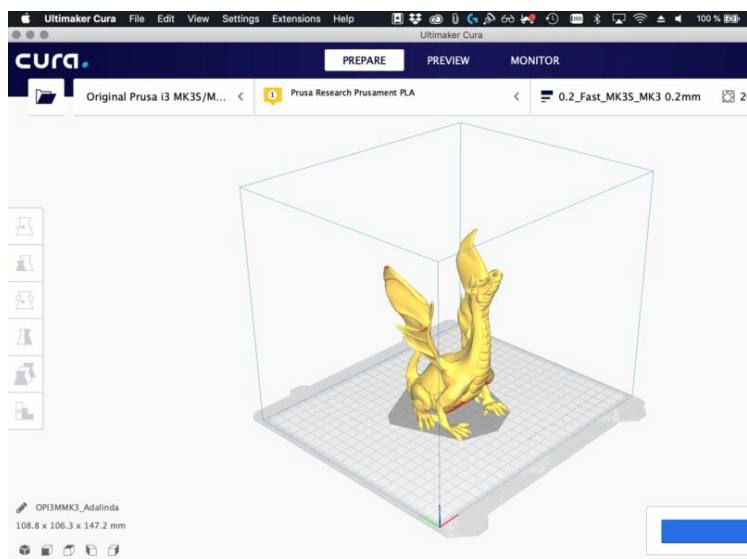 Ultimaker Cura File Edit View Settings Extensions Help 100 %
Ultimaker Cura
cura.
PREPARE PREVIEW MONITOR
Original Prusa i3 MK3S/M... 1 Prusa Research Prusament PLA 0.2_Fast_MK3S_MK3 0.2mm
OPI3MMK3_Adalinda
108.8 x 106.3 x 147.2 mm